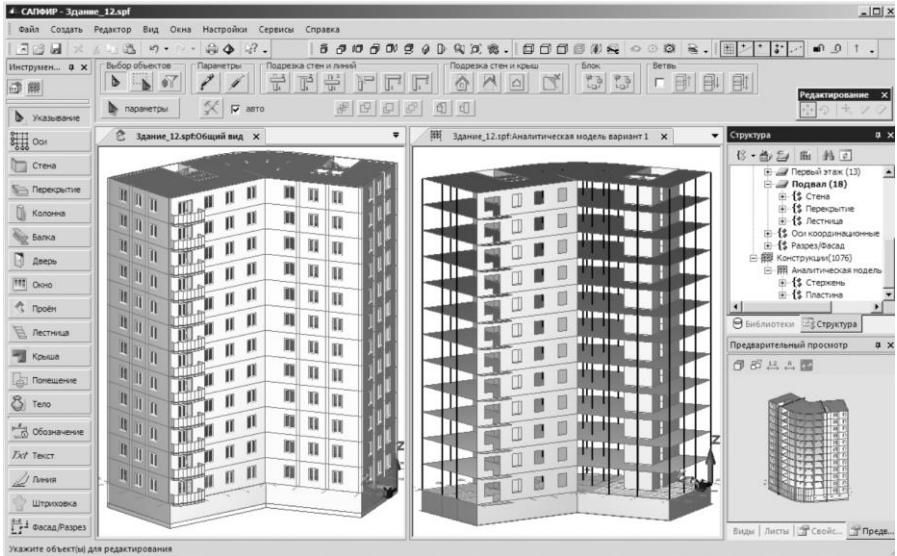 САПФИР - Здание_12.spf
Файл Создать Редактор Вид Окна Настройки Сервисы Справка
Инструмен...
Выбор объектов Параметры Подрезка стен и линий Подрезка стен и крыш Блок Ветвь
параметры авто
Редактирование
Указывание
Оси
Стена
Перекрытие
Колонна
Балка
Дверь
Окно
Проём
Лестница
Крыша
Помещение
Тело
Обозначение
Txt Текст
Линия
Штриховка
Фасад/Разрез
Здание_12.spf:Общий вид
Здание_12.spf:Аналитическая модель вариант 1
Z
Z
Структура
Первый этаж (13)
Подвал (18)
Стена
Перекрытие
Лестница
Оси координационные
Разрез/Фасад
Конструкции(1076)
Аналитическая модель
Стержень
Пластина
Библиотеки Структура
Предварительный просмотр
Виды Листы Свойс... Предв...
Укажите объект(ы) для редактирования